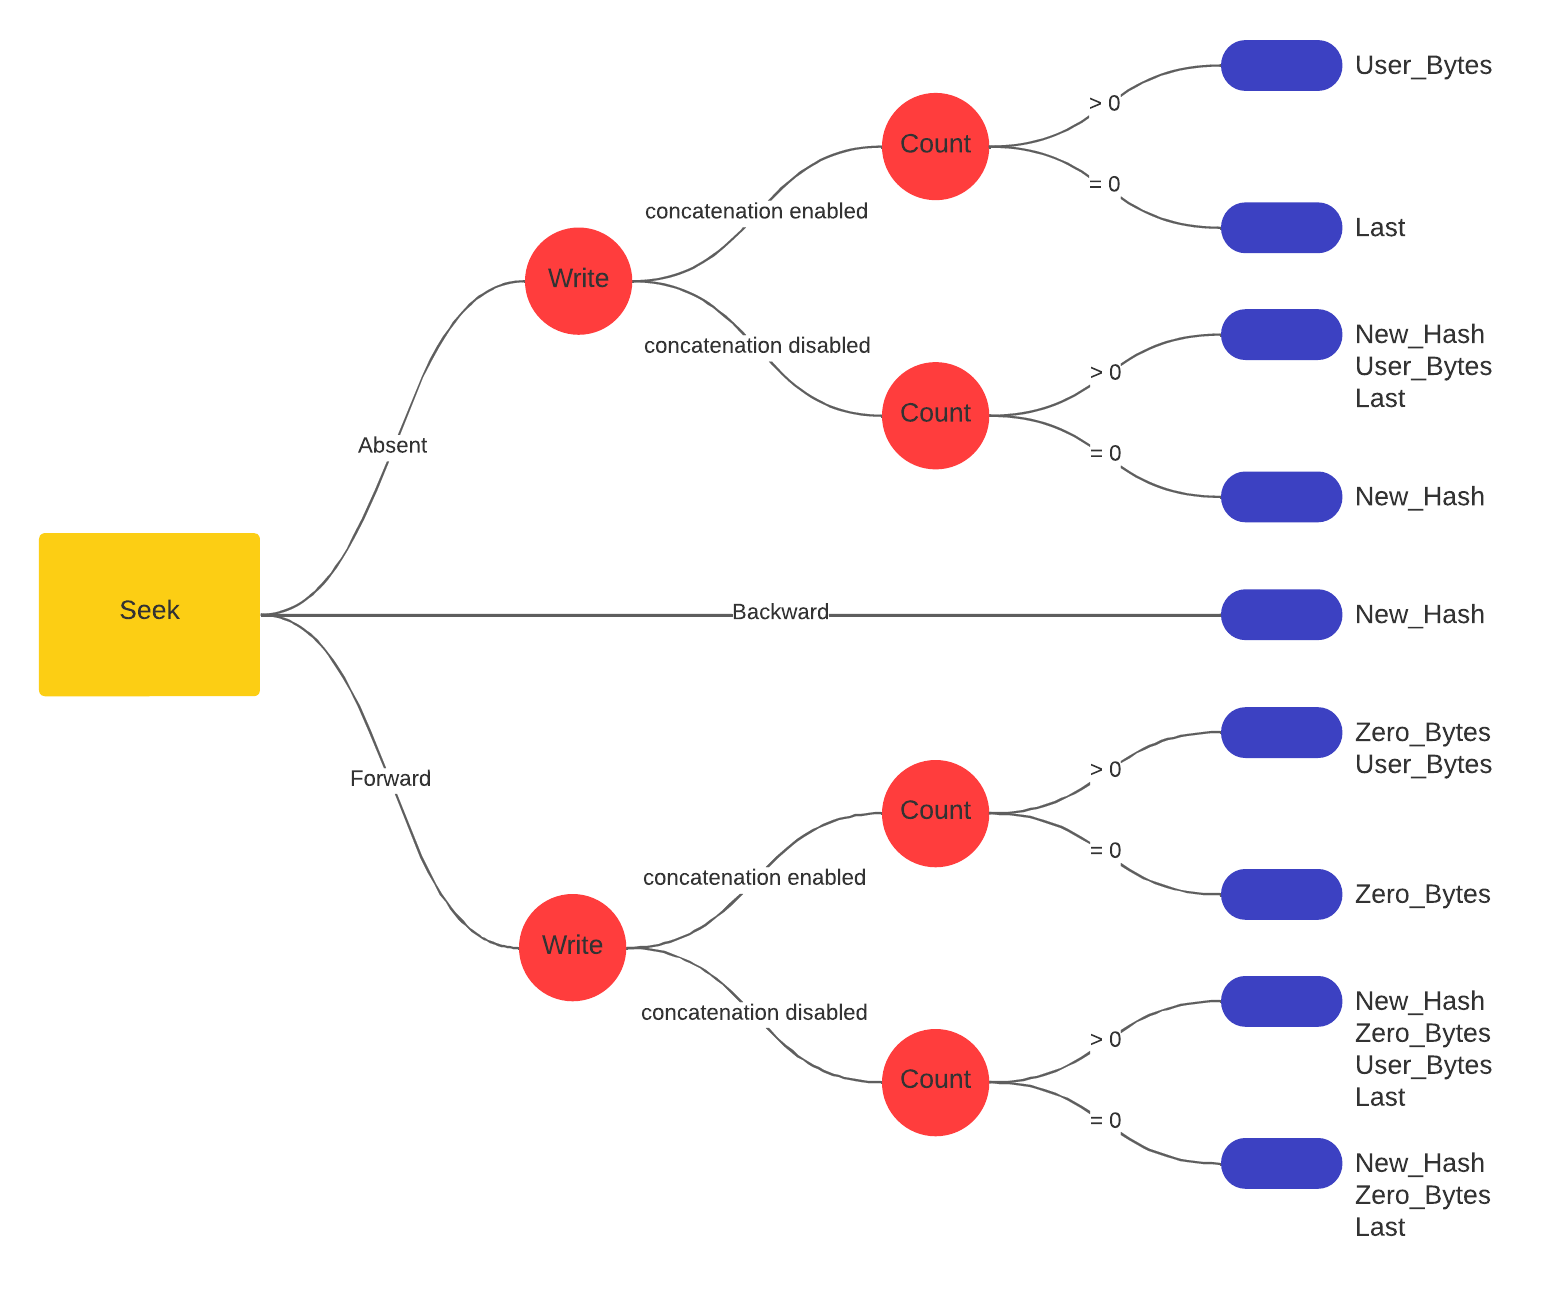 User_Bytes
> 0
Count
= 0
concatenation enabled
Last
Write
concatenation disabled
New_Hash
User_Bytes
Last
> 0
Count
= 0
New_Hash
Absent
Seek
Backward
New_Hash
Forward
Zero_Bytes
User_Bytes
> 0
Count
= 0
concatenation enabled
Zero_Bytes
Write
concatenation disabled
New_Hash
Zero_Bytes
User_Bytes
Last
> 0
Count
= 0
New_Hash
Zero_Bytes
Last